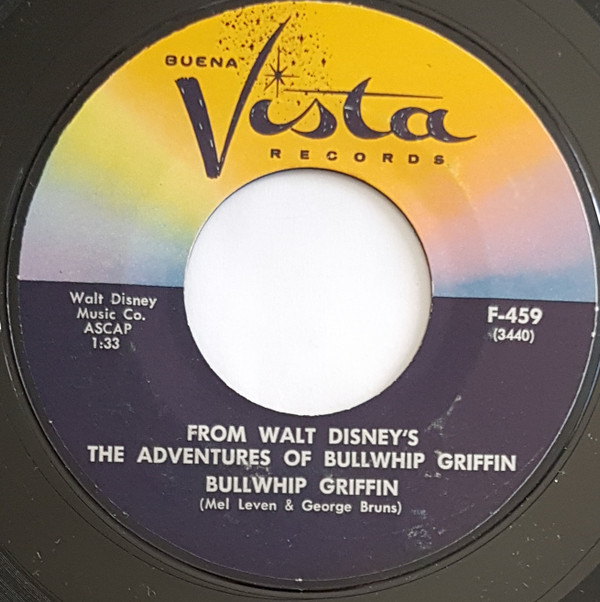 BUENA
Vista
RECORDS
Walt Disney
Music Co.
ASCAP
1:33
F-459
(3440)
FROM WALT DISNEY'S
THE ADVENTURES OF BULLWHIP GRIFFIN
BULLWHIP GRIFFIN
(Mel Leven & George Bruns)